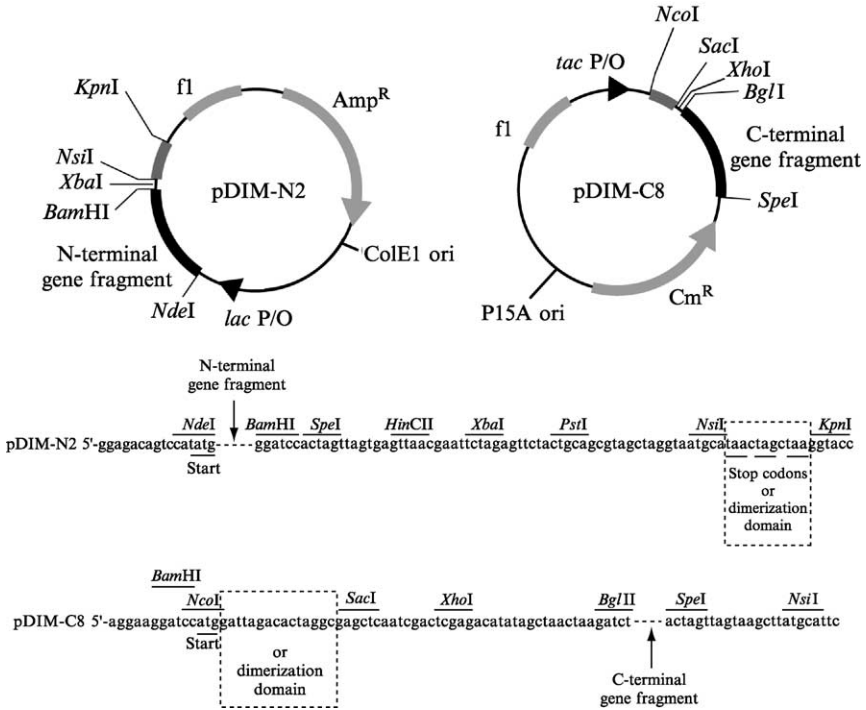 NcoI
SacI
XhoI
Bgl I
tac P/O
KpnI
f1
AmpR
f1
C-terminal
gene fragment
NsiI
XbaI
BamHI
pDIM-N2
pDIM-C8
SpeI
N-terminal
gene fragment
ColE1 ori
NdeI
lac P/O
P15A ori
CmR
N-terminal
gene fragment
NdeI BamHI SpeI HinCII XbaI PstI NsiI KpnI
pDIM-N2 5'-ggagacagtccatatg- - - - - -ggatccactagttagtgagttaacgaattctagagttctactgcagcgtagctaggtaatgcataactagctaaggtacc
Start
Stop codons
or
dimerization
domain
BamHI
NcoI SacI XhoI BglII SpeI NsiI
pDIM-C8 5'-aggaaggatccatggattagacactaggcgagctcaatcgactcgagacatatagctaactaagatct - - - - actagttagtaagcttatgcattc
Start
or
dimerization
domain
C-terminal
gene fragment